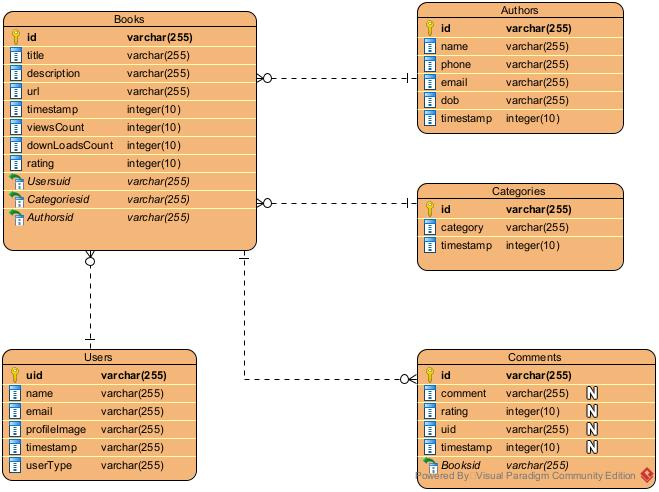 Books
id varchar(255)
title varchar(255)
description varchar(255)
url varchar(255)
timestamp integer(10)
viewsCount integer(10)
downLoadsCount integer(10)
rating integer(10)
Usersuid varchar(255)
Categoriesid varchar(255)
Authorsid varchar(255)
Authors
id varchar(255)
name varchar(255)
phone varchar(255)
email varchar(255)
dob varchar(255)
timestamp integer(10)
Categories
id varchar(255)
category varchar(255)
timestamp integer(10)
Users
uid varchar(255)
name varchar(255)
email varchar(255)
profileImage varchar(255)
timestamp varchar(255)
userType varchar(255)
Comments
id varchar(255)
comment varchar(255) N
rating integer(10) N
uid varchar(255) N
timestamp integer(10) N
Booksid varchar(255)
Powered By: Visual Paradigm Community Edition